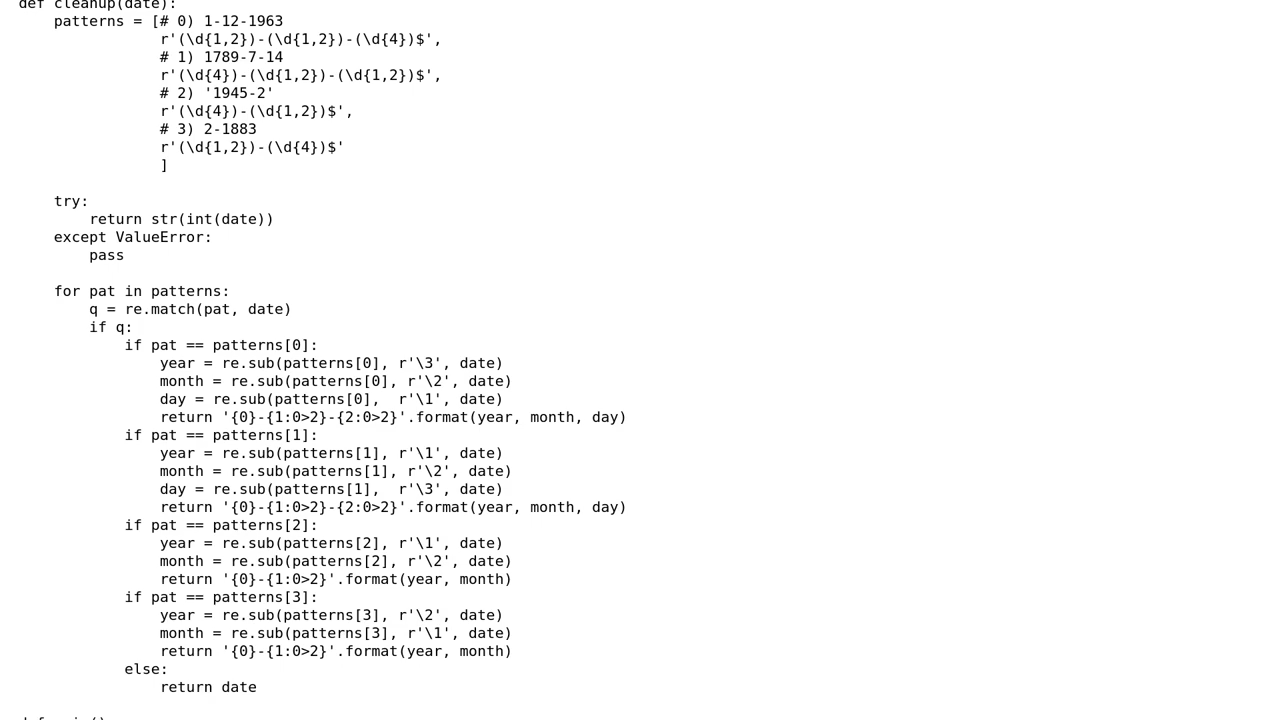 def cleanup(date):
    patterns = [# 0) 1-12-1963
                r'(\d{1,2})-(\d{1,2})-(\d{4})$',
                # 1) 1789-7-14
                r'(\d{4})-(\d{1,2})-(\d{1,2})$',
                # 2) '1945-2'
                r'(\d{4})-(\d{1,2})$',
                # 3) 2-1883
                r'(\d{1,2})-(\d{4})$'
                ]

    try:
        return str(int(date))
    except ValueError:
        pass

    for pat in patterns:
        q = re.match(pat, date)
        if q:
            if pat == patterns[0]:
                year = re.sub(patterns[0], r'\3', date)
                month = re.sub(patterns[0], r'\2', date)
                day = re.sub(patterns[0],  r'\1', date)
                return '{0}-{1:0>2}-{2:0>2}'.format(year, month, day)
            if pat == patterns[1]:
                year = re.sub(patterns[1], r'\1', date)
                month = re.sub(patterns[1], r'\2', date)
                day = re.sub(patterns[1],  r'\3', date)
                return '{0}-{1:0>2}-{2:0>2}'.format(year, month, day)
            if pat == patterns[2]:
                year = re.sub(patterns[2], r'\1', date)
                month = re.sub(patterns[2], r'\2', date)
                return '{0}-{1:0>2}'.format(year, month)
            if pat == patterns[3]:
                year = re.sub(patterns[3], r'\2', date)
                month = re.sub(patterns[3], r'\1', date)
                return '{0}-{1:0>2}'.format(year, month)
            else:
                return date